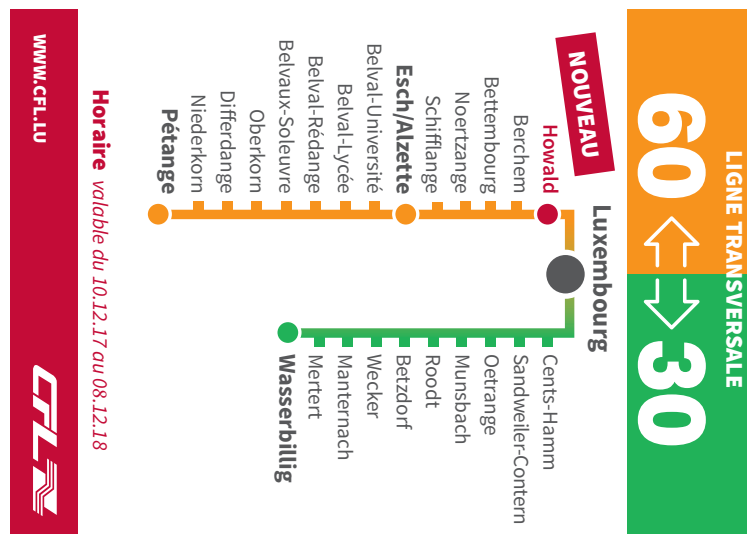 LIGNE TRANSVERSALE
60
30
NOUVEAU
Luxembourg
Howald
Berchem
Bettembourg
Noertzange
Schifflange
Esch/Alzette
Belval-Université
Belval-Lycée
Belval-Rédange
Belvaux-Soleuvre
Oberkorn
Differdange
Niederkorn
Pétange
Cents-Hamm
Sandweiler-Contern
Oetrange
Munsbach
Roodt
Betzdorf
Wecker
Manternach
Mertert
Wasserbillig
Horaire valable du 10.12.17 au 08.12.18
WWW.CFL.LU
CFL